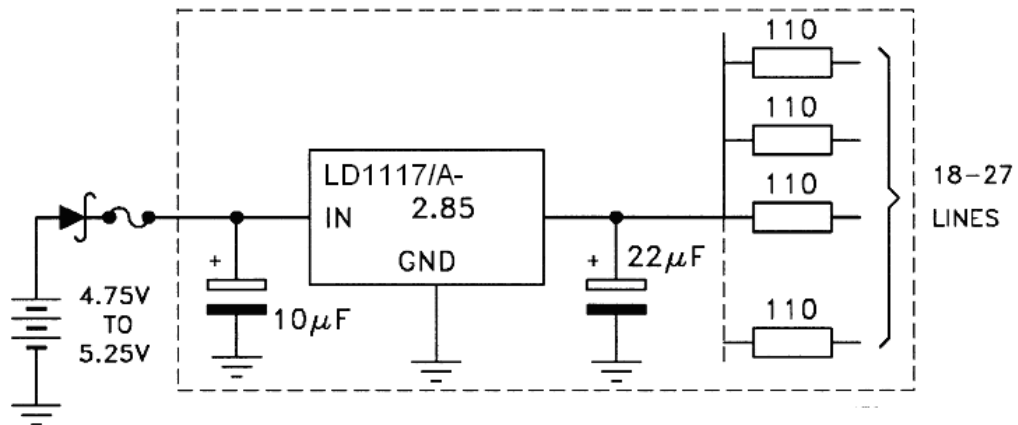 110
110
110
110
18-27
LINES
LD1117/A-
2.85
IN
GND
+
10μF
+
22μF
4.75V
TO
5.25V